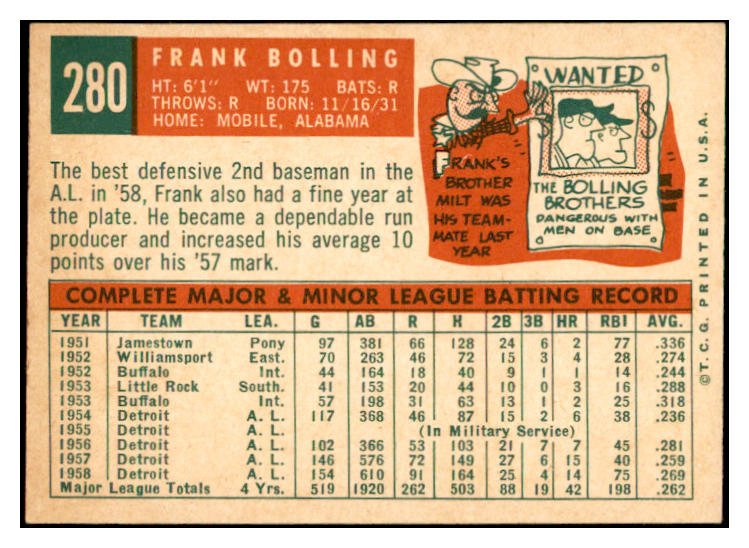 280
FRANK BOLLING
HT: 6'1" WT: 175 BATS: R
THROWS: R BORN: 11/16/31
HOME: MOBILE, ALABAMA
The best defensive 2nd baseman in the
A.L. in '58, Frank also had a fine year at
the plate. He became a dependable run
producer and increased his average 10
points over his '57 mark.
FRANK'S
BROTHER
MILT WAS
HIS TEAM-
MATE LAST
YEAR
WANTED
THE BOLLING
BROTHERS
DANGEROUS WITH
MEN ON BASE
COMPLETE MAJOR & MINOR LEAGUE BATTING RECORD
YEAR TEAM LEA. G AB R H 2B 3B HR RBI AVG.
1951 Jamestown Pony 97 381 66 128 24 6 2 77 .336
1952 Williamsport East. 70 263 46 72 15 3 4 28 .274
1952 Buffalo Int. 44 164 18 40 9 1 1 14 .244
1953 Little Rock South. 41 153 20 44 10 0 3 16 .288
1953 Buffalo Int. 57 198 31 63 13 1 2 25 .318
1954 Detroit A. L. 117 368 46 87 15 2 6 38 .236
1955 Detroit A. L. (In Military Service)
1956 Detroit A. L. 102 366 53 103 21 7 7 45 .281
1957 Detroit A. L. 146 576 72 149 27 6 15 40 .259
1958 Detroit A. L. 154 610 91 164 25 4 14 75 .269
Major League Totals 4 Yrs. 519 1920 262 503 88 19 42 198 .262
©T. C. G. PRINTED IN U.S.A.